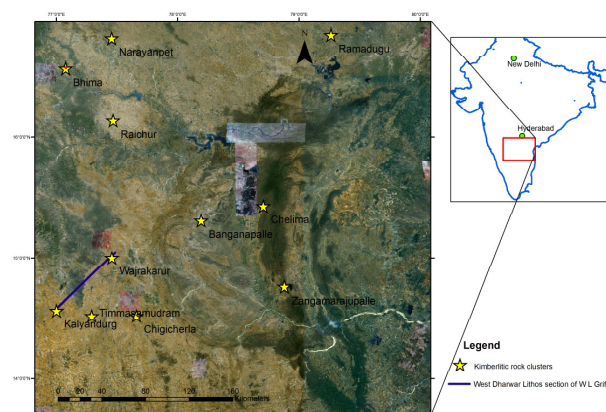 77°0'0"E 78°0'0"E 79°0'0"E 80°0'0"E
N
Narayanpet
Ramadugu
Bhima
Raichur
16°0'0"N
Chelima
Banganapalle
15°0'0"N
Wajrakarur
Zangamarajupalle
Timmasamudram
Kalyandurg
Chigicherla
14°0'0"N
0 20 40 80 120 160
Kilometers
New Delhi
Hyderabad
Legend
Kimberlitic rock clusters
West Dharwar Lithos section of W L Grif